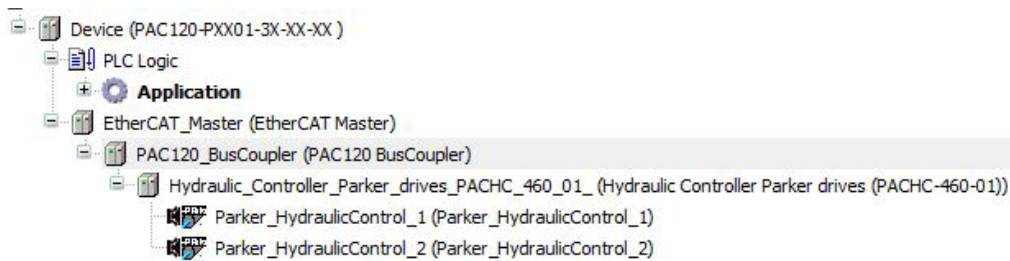 Device (PAC120-PXX01-3X-XX-XX )
PLC Logic
Application
EtherCAT_Master (EtherCAT Master)
PAC120_BusCoupler (PAC120 BusCoupler)
Hydraulic_Controller_Parker_drives_PACHC_460_01_ (Hydraulic Controller Parker drives (PACHC-460-01))
Parker_HydraulicControl_1 (Parker_HydraulicControl_1)
Parker_HydraulicControl_2 (Parker_HydraulicControl_2)